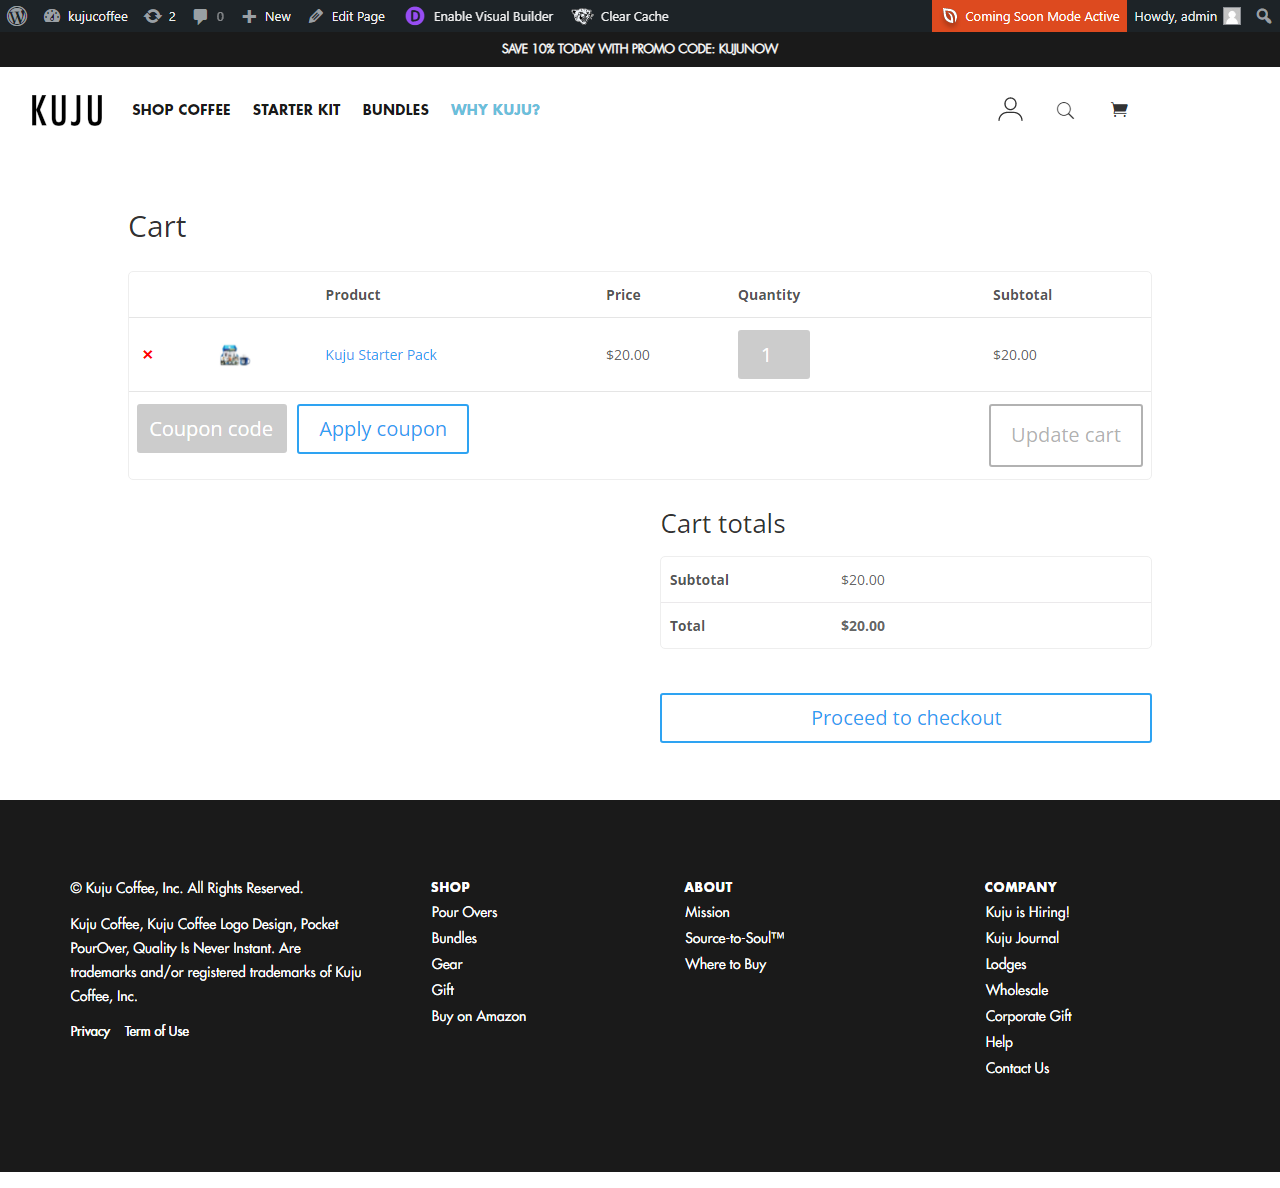 kujucoffee 2 0 New Edit Page Enable Visual Builder Clear Cache Coming Soon Mode Active Howdy, admin
SAVE 10% TODAY WITH PROMO CODE: KUJUNOW
KUJU SHOP COFFEE STARTER KIT BUNDLES WHY KUJU?
Cart
Product Price Quantity Subtotal
× Kuju Starter Pack $20.00 1 $20.00
Coupon code Apply coupon Update cart
Cart totals
Subtotal $20.00
Total $20.00
Proceed to checkout
© Kuju Coffee, Inc. All Rights Reserved.
Kuju Coffee, Kuju Coffee Logo Design, Pocket
PourOver, Quality Is Never Instant. Are
trademarks and/or registered trademarks of Kuju
Coffee, Inc.
Privacy Term of Use
SHOP
Pour Overs
Bundles
Gear
Gift
Buy on Amazon
ABOUT
Mission
Source-to-Soul™
Where to Buy
COMPANY
Kuju is Hiring!
Kuju Journal
Lodges
Wholesale
Corporate Gift
Help
Contact Us